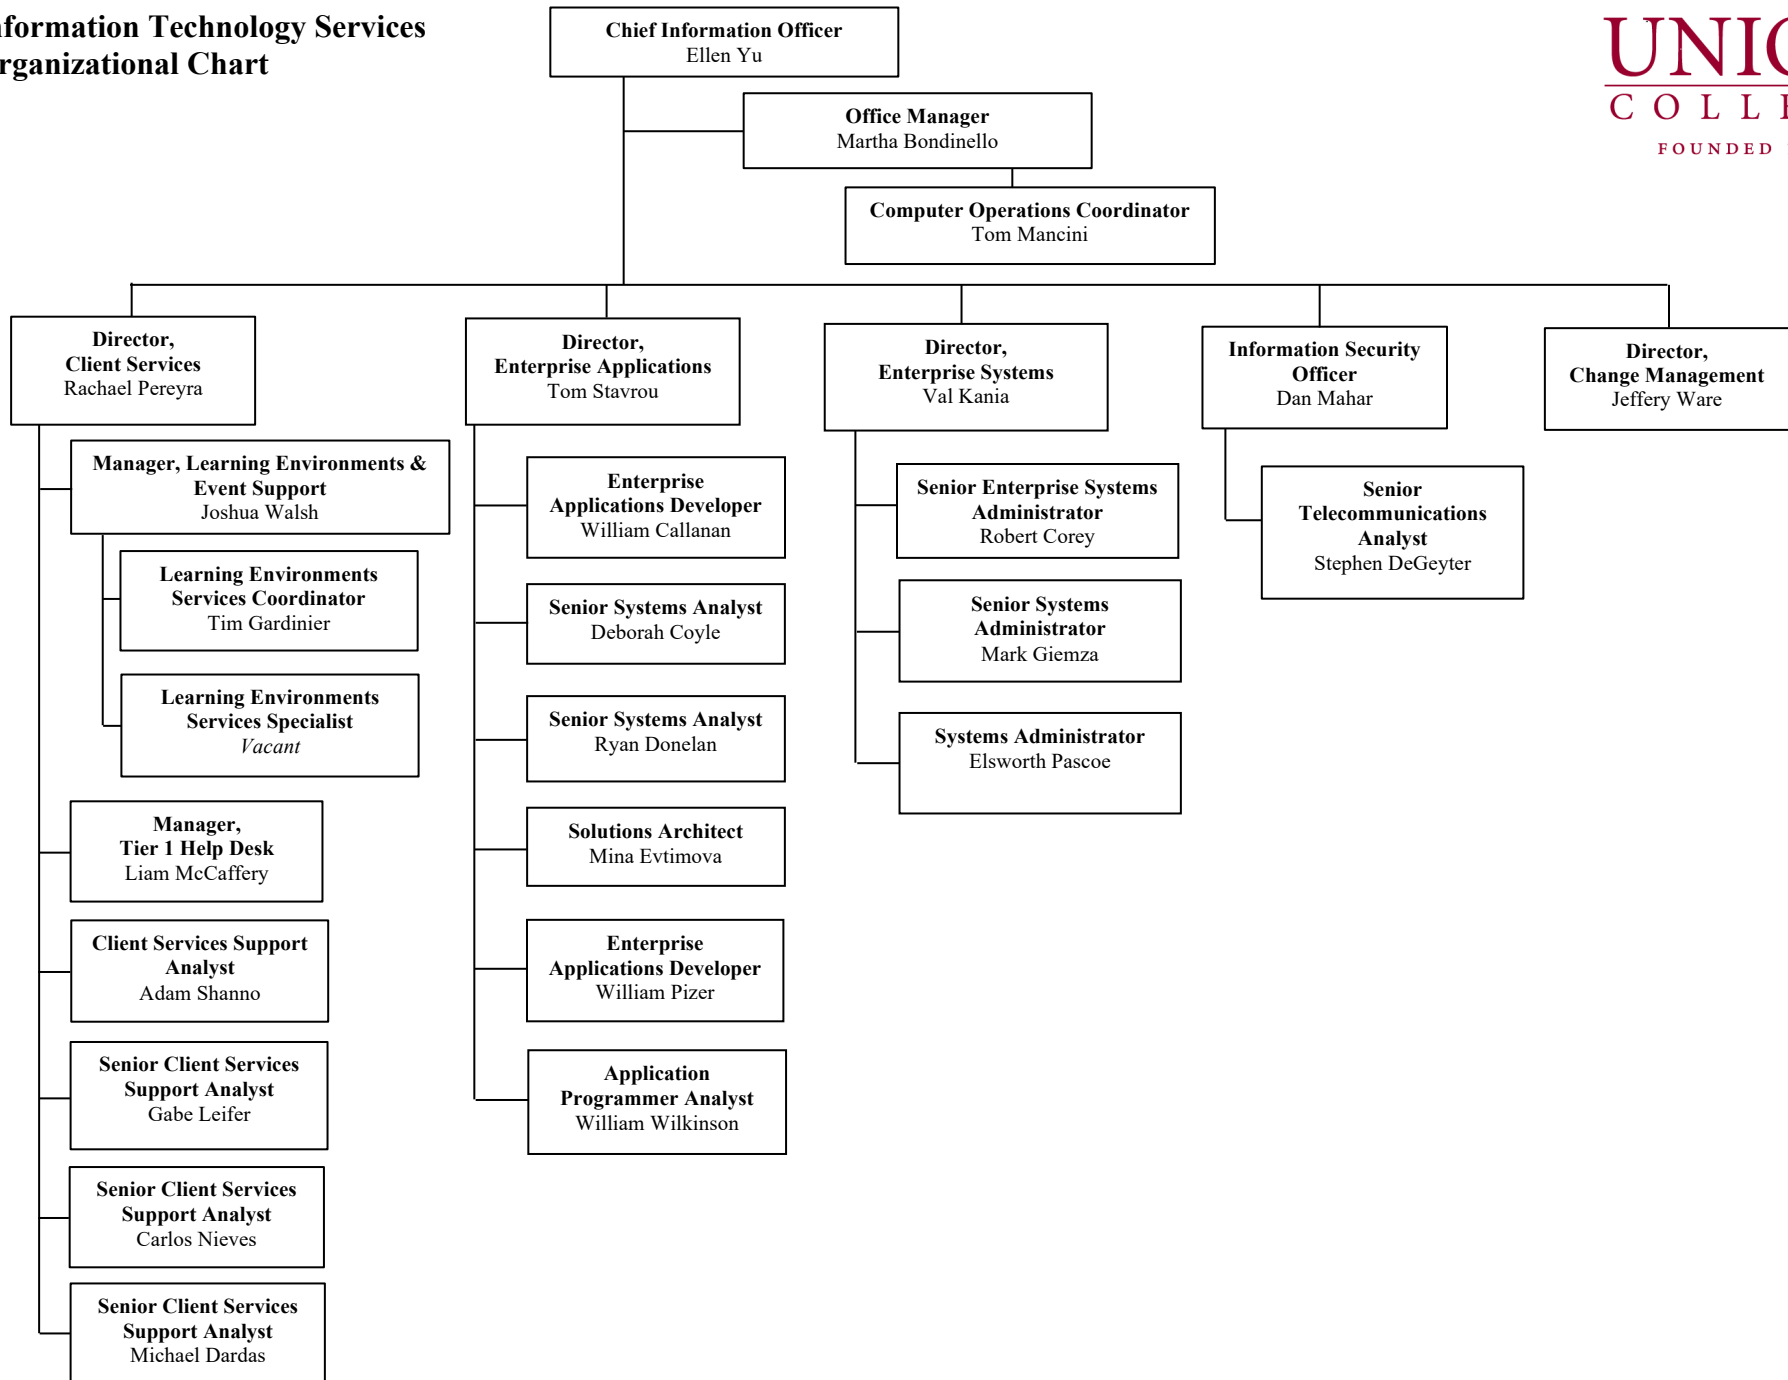 nformation Technology Services
rganizational Chart
Chief Information Officer
Ellen Yu
UNIO
COLLE
FOUNDED
Office Manager
Martha Bondinello
Computer Operations Coordinator
Tom Mancini
Director,
Client Services
Rachael Pereyra
Manager, Learning Environments &
Event Support
Joshua Walsh
Learning Environments
Services Coordinator
Tim Gardinier
Learning Environments
Services Specialist
Vacant
Manager,
Tier 1 Help Desk
Liam McCaffery
Client Services Support
Analyst
Adam Shanno
Senior Client Services
Support Analyst
Gabe Leifer
Senior Client Services
Support Analyst
Carlos Nieves
Senior Client Services
Support Analyst
Michael Dardas
Director,
Enterprise Applications
Tom Stavrou
Enterprise
Applications Developer
William Callanan
Senior Systems Analyst
Deborah Coyle
Senior Systems Analyst
Ryan Donelan
Solutions Architect
Mina Evtimova
Enterprise
Applications Developer
William Pizer
Application
Programmer Analyst
William Wilkinson
Director,
Enterprise Systems
Val Kania
Senior Enterprise Systems
Administrator
Robert Corey
Senior Systems
Administrator
Mark Giemza
Systems Administrator
Elsworth Pascoe
Information Security
Officer
Dan Mahar
Senior
Telecommunications
Analyst
Stephen DeGeyter
Director,
Change Management
Jeffery Ware